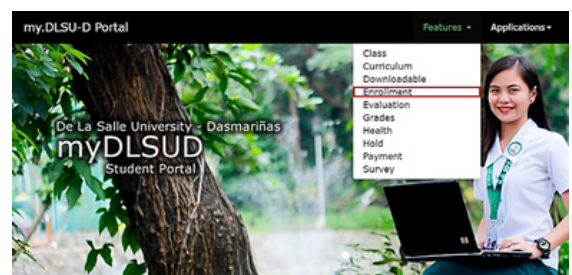 my.DLSU-D Portal
Features
Applications
Class
Curriculum
Downloadable
Enrollment
Evaluation
Grades
Health
Hold
Payment
Survey
De La Salle University - Dasmariñas
myDLSUD
Student Portal
hp